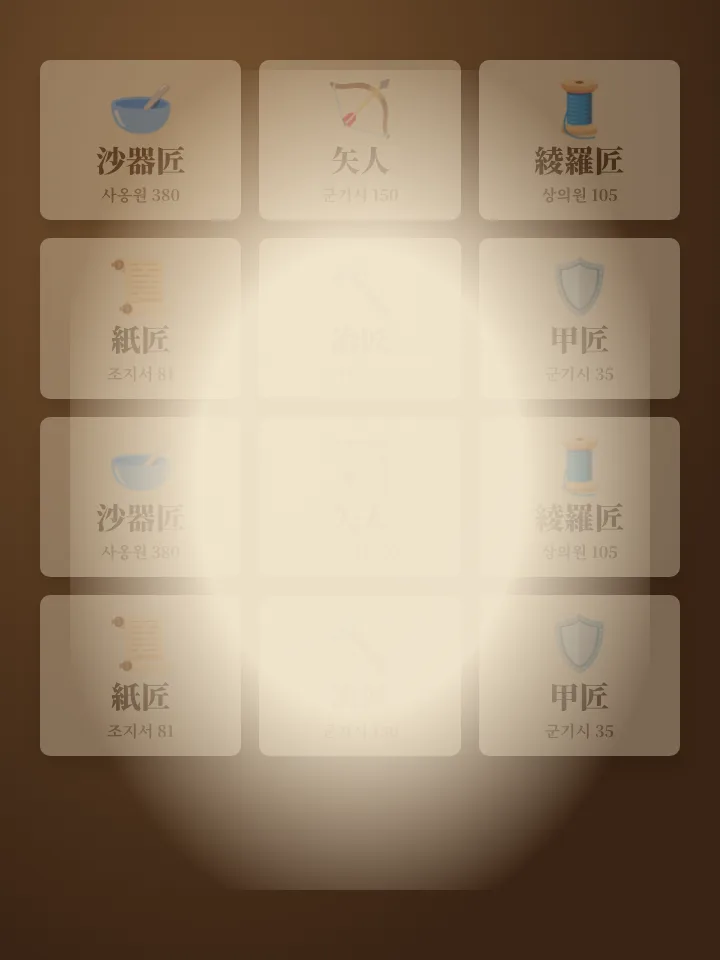 沙器匠
사옹원 380
矢人
군기시 150
綾羅匠
상의원 105
紙匠
조지서 81
甲匠
군기시 35
沙器匠
사옹원 380
綾羅匠
상의원 105
紙匠
조지서 81
甲匠
군기시 35